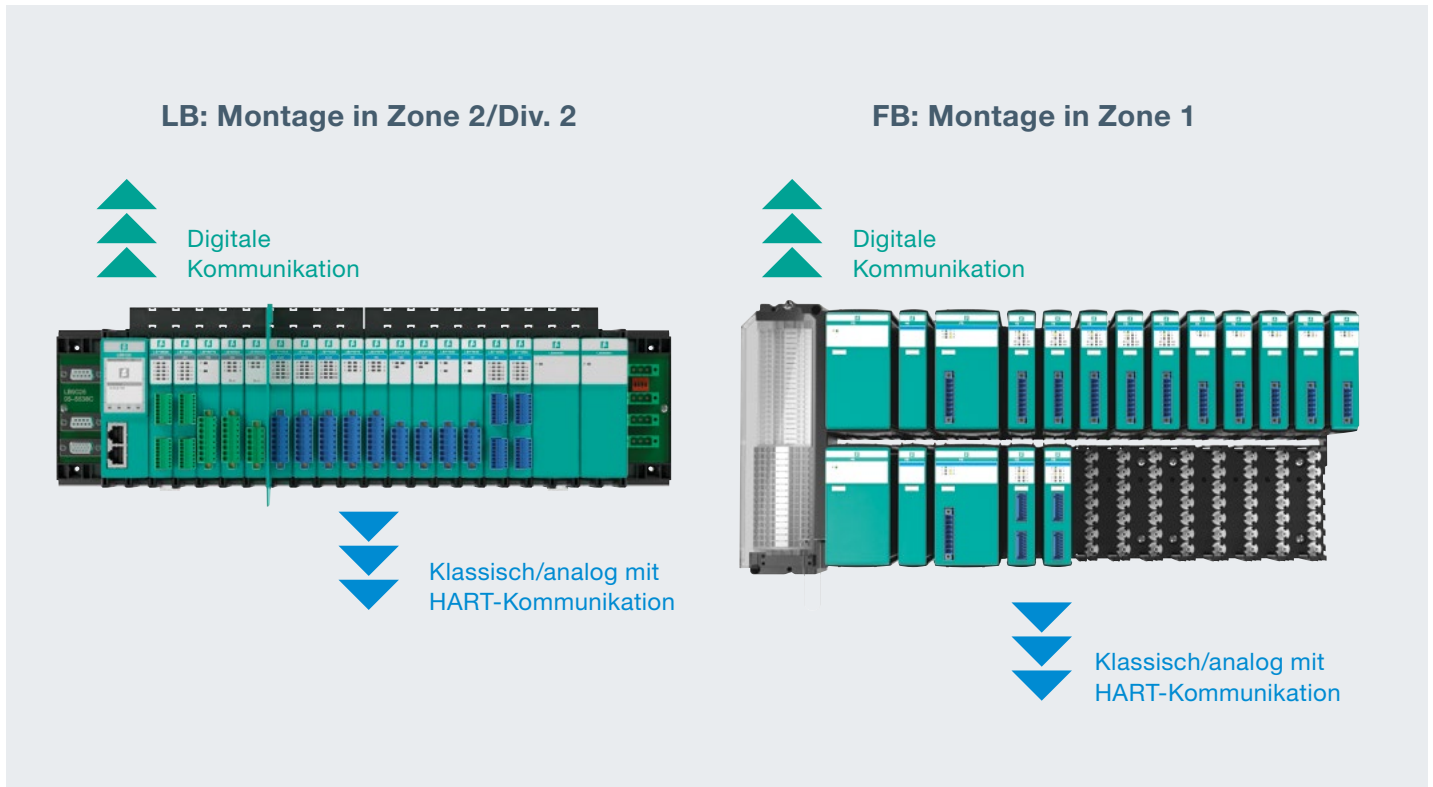 LB: Montage in Zone 2/Div. 2
Digitale
Kommunikation
Klassisch/analog mit
HART-Kommunikation
FB: Montage in Zone 1
Digitale
Kommunikation
Klassisch/analog mit
HART-Kommunikation